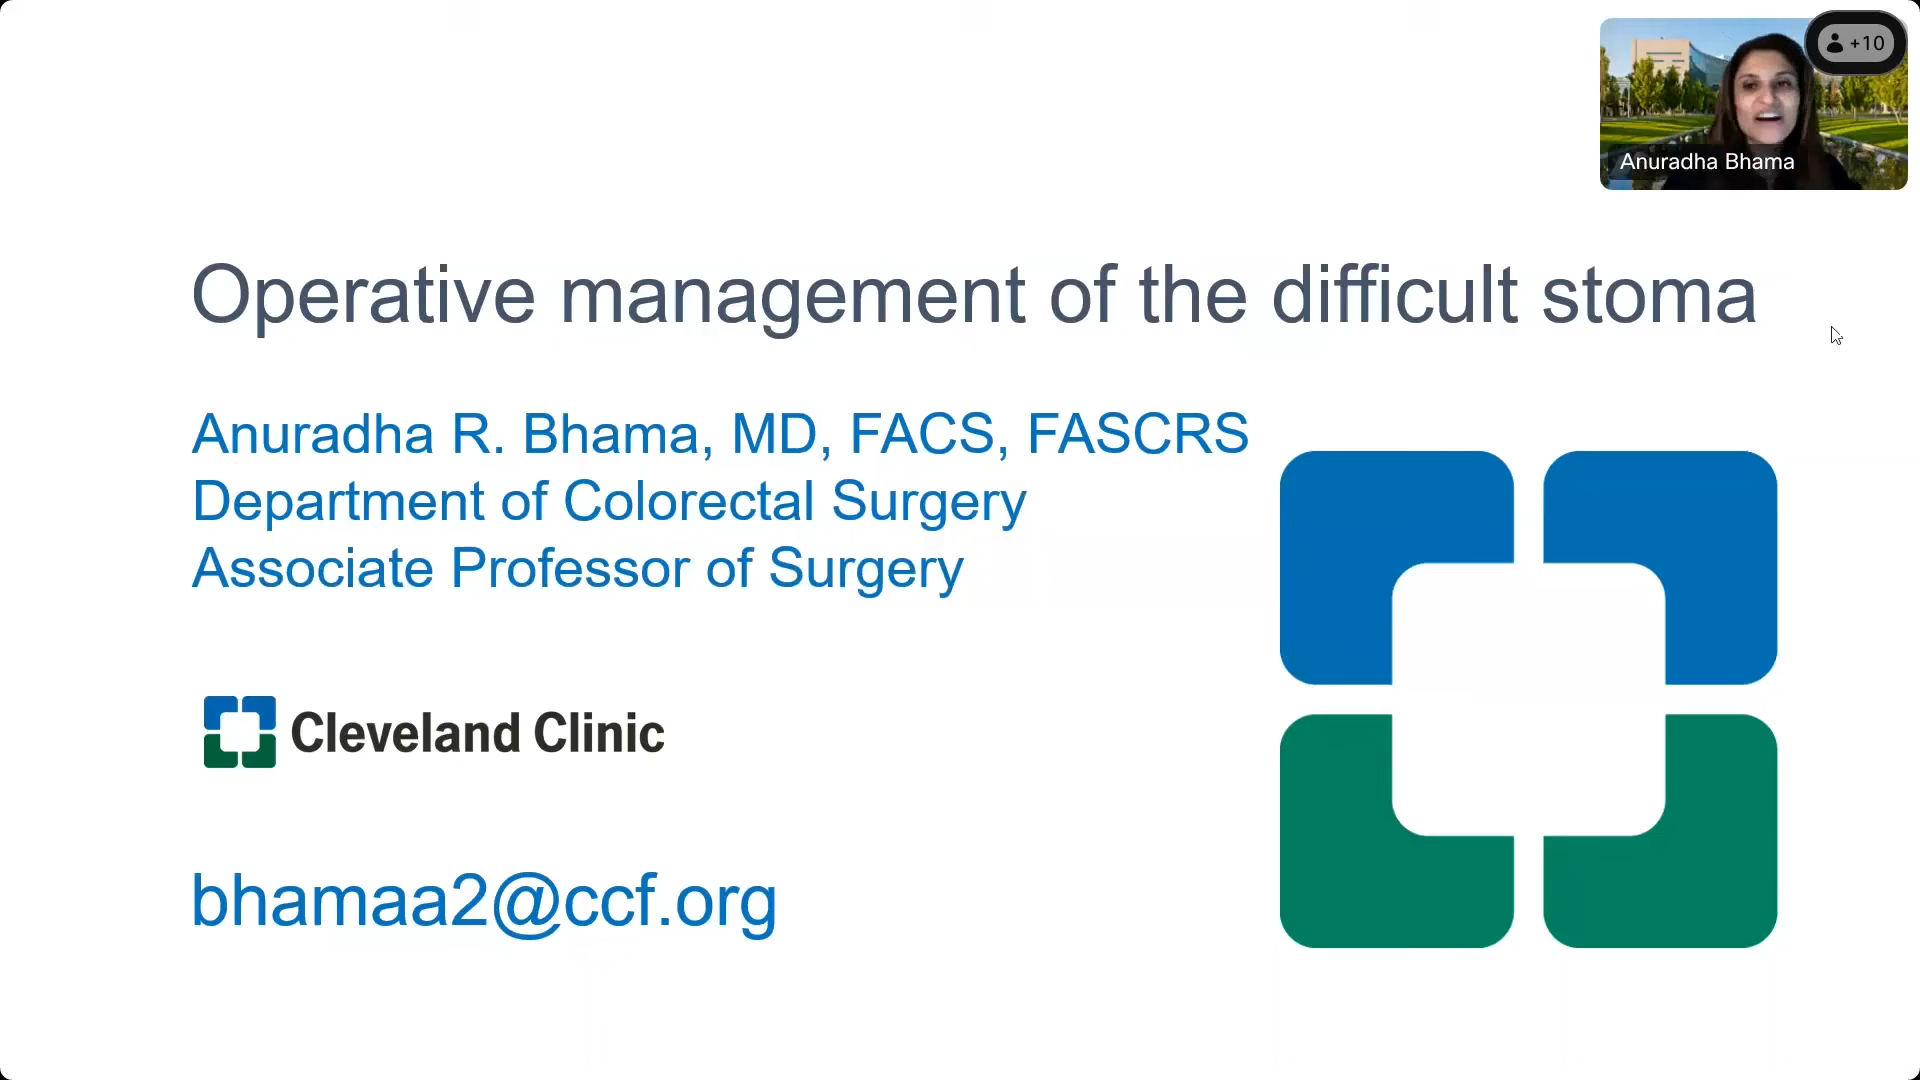 +10
Anuradha Bhama
Operative management of the difficult stoma
Anuradha R. Bhama, MD, FACS, FASCRS
Department of Colorectal Surgery
Associate Professor of Surgery
Cleveland Clinic
bhamaa2@ccf.org